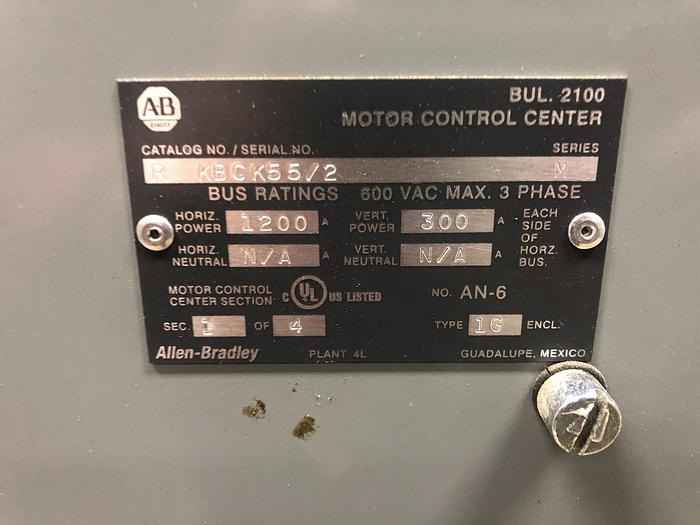 A-B
QUALITY
BUL. 2100
MOTOR CONTROL CENTER
CATALOG NO. / SERIAL NO. SERIES
R KBCK55/2 M
BUS RATINGS 600 VAC MAX. 3 PHASE
HORIZ. POWER 1200 A VERT. POWER 300 A EACH SIDE OF HORZ. BUS.
HORIZ. NEUTRAL N/A A VERT. NEUTRAL N/A A
MOTOR CONTROL CENTER SECTION C UL US LISTED NO. AN-6
SEC. 1 OF 4 TYPE 1G ENCL.
Allen-Bradley PLANT 4L GUADALUPE, MEXICO